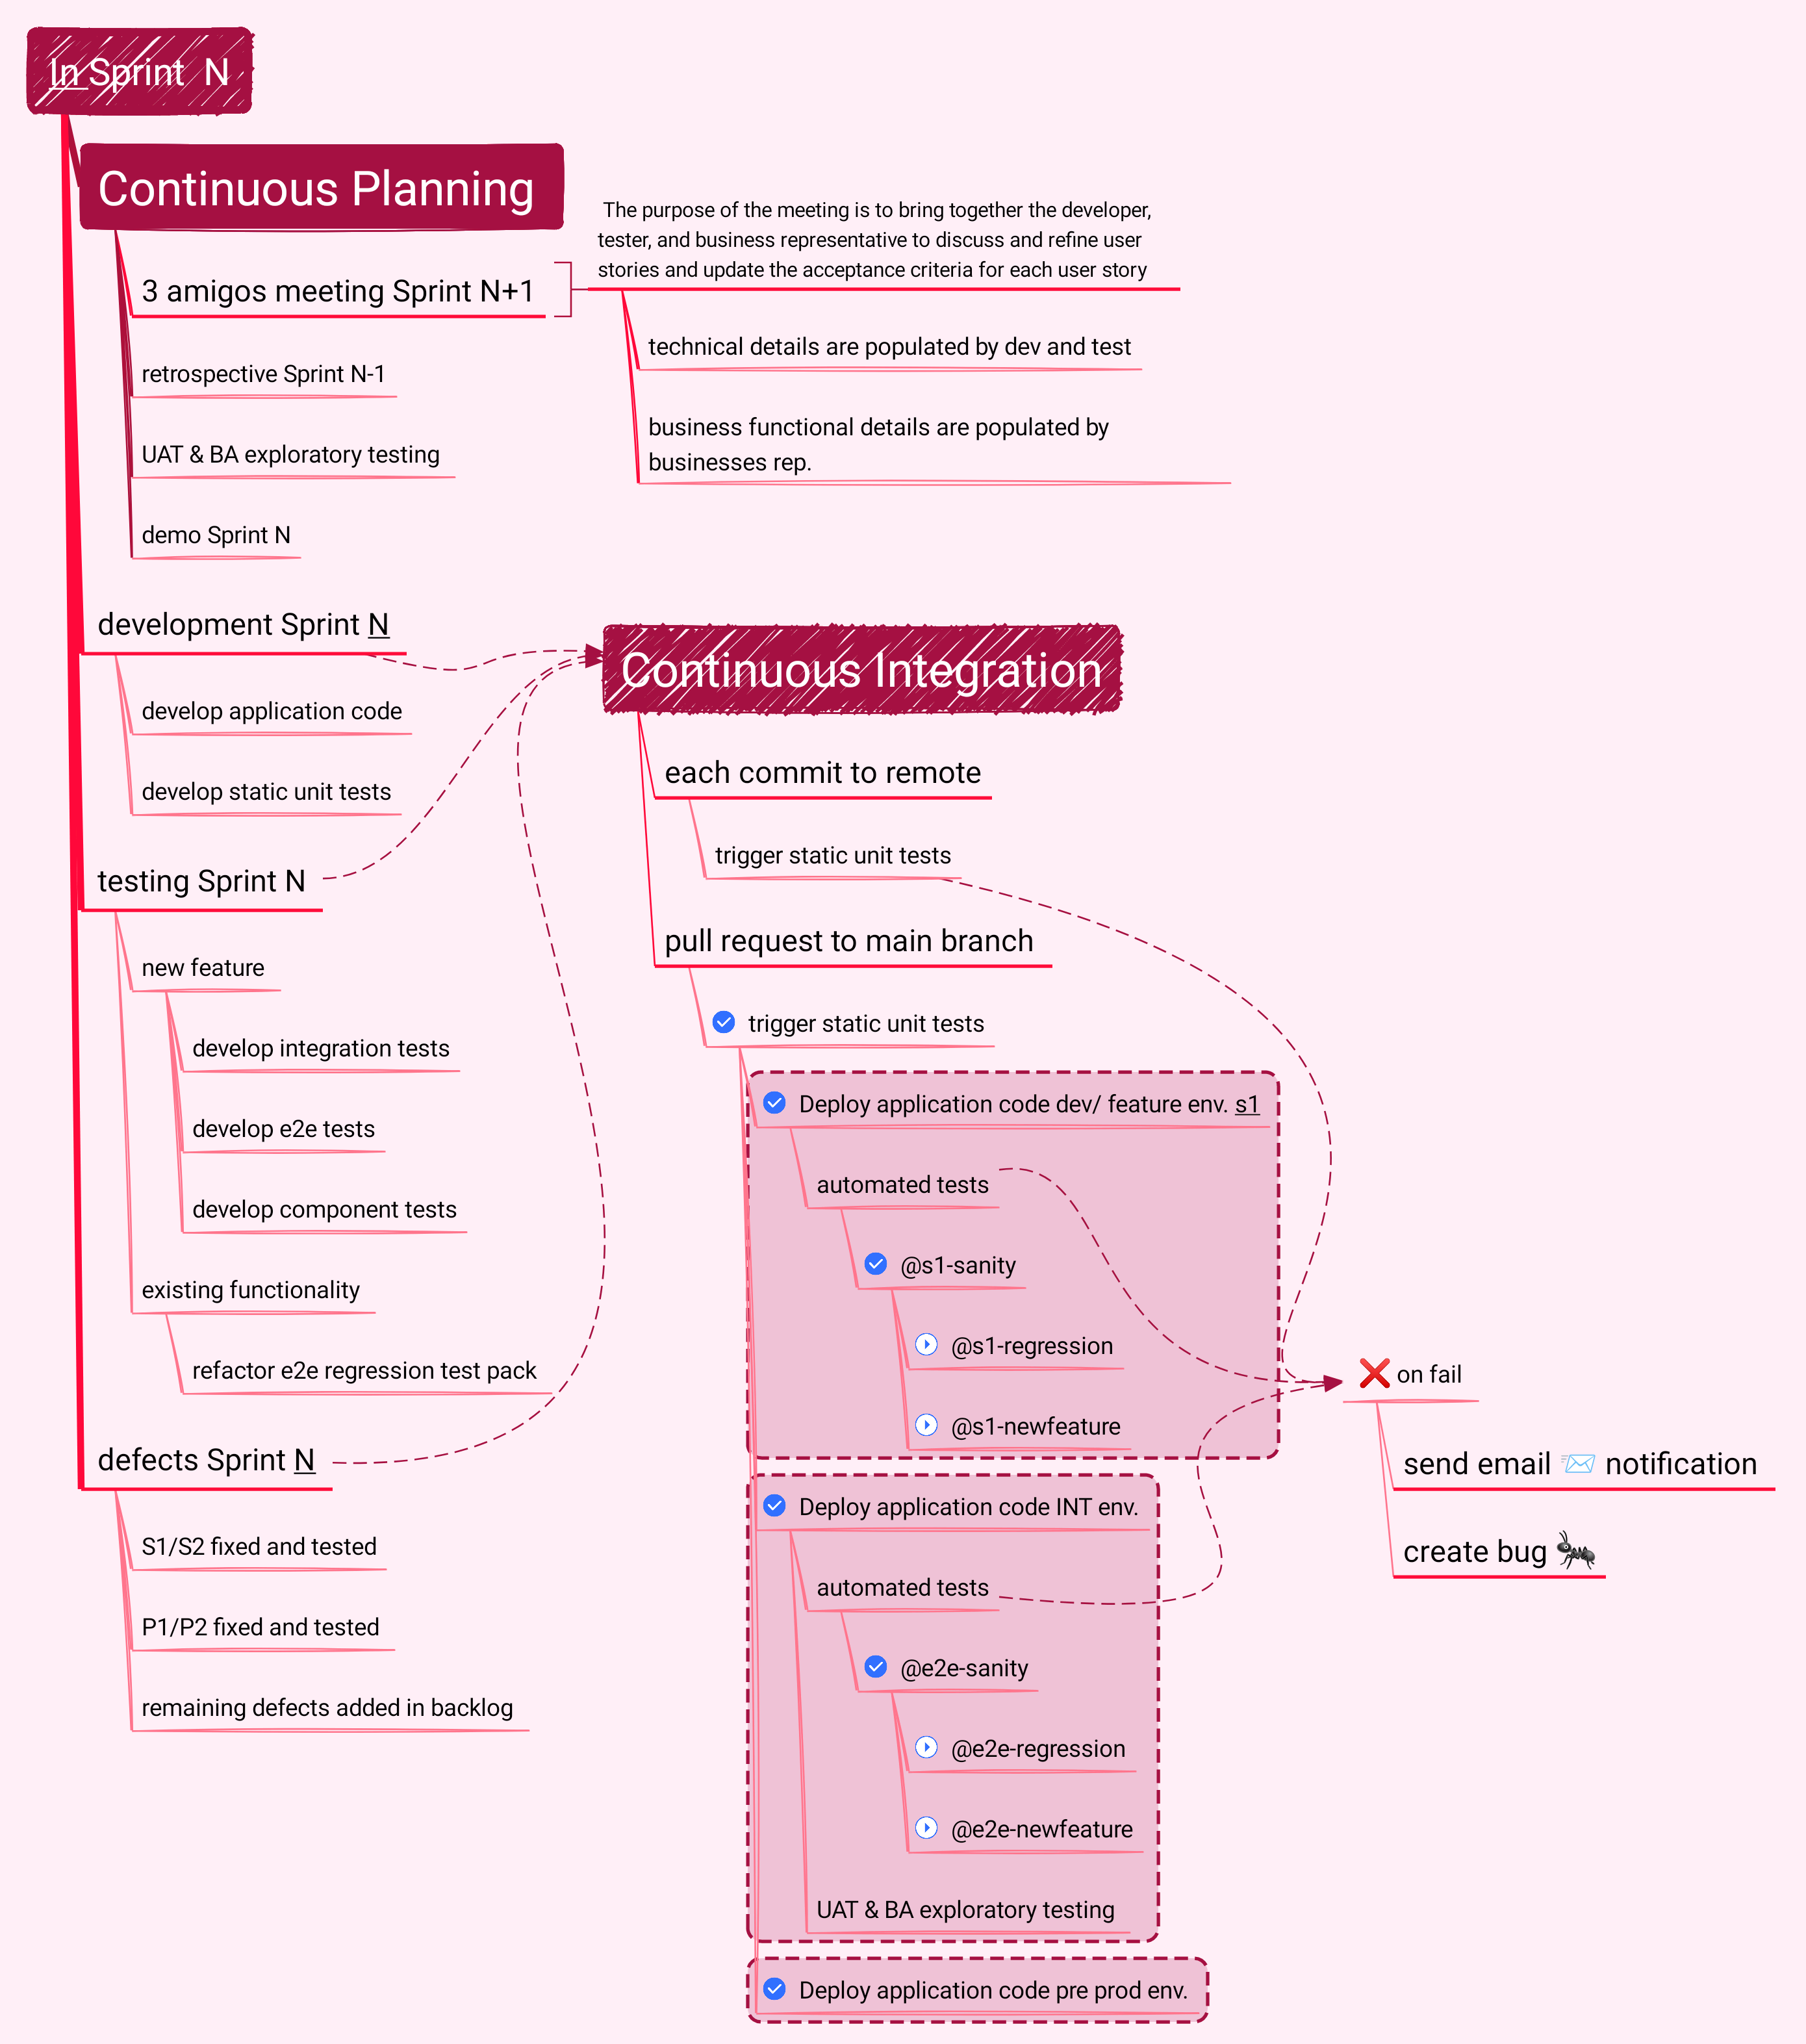 In Sprint N
Continuous Planning
3 amigos meeting Sprint N+1
The purpose of the meeting is to bring together the developer,
tester, and business representative to discuss and refine user
stories and update the acceptance criteria for each user story
technical details are populated by dev and test
business functional details are populated by
businesses rep.
retrospective Sprint N-1
UAT & BA exploratory testing
demo Sprint N
development Sprint N
develop application code
develop static unit tests
testing Sprint N
new feature
develop integration tests
develop e2e tests
develop component tests
existing functionality
refactor e2e regression test pack
defects Sprint N
S1/S2 fixed and tested
P1/P2 fixed and tested
remaining defects added in backlog
Continuous Integration
each commit to remote
trigger static unit tests
pull request to main branch
trigger static unit tests
Deploy application code dev/ feature env. s1
automated tests
@s1-sanity
@s1-regression
@s1-newfeature
Deploy application code INT env.
automated tests
@e2e-sanity
@e2e-regression
@e2e-newfeature
UAT & BA exploratory testing
Deploy application code pre prod env.
❌ on fail
send email 📨 notification
create bug 🐜